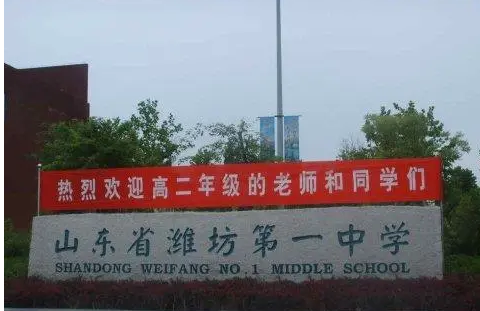 热烈欢迎高二年级的老师和同学们
山东省潍坊第一中学
SHANDONG WEIFANG NO.1 MIDDLE SCHOOL